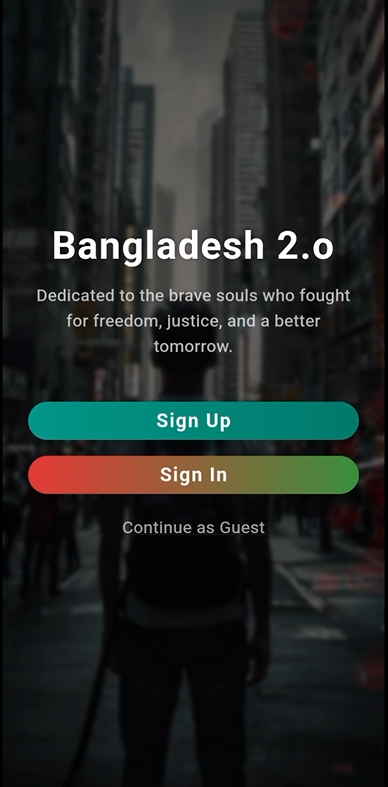 Bangladesh 2.o
Dedicated to the brave souls who fought
for freedom, justice, and a better
tomorrow.
Sign Up
Sign In
Continue as Guest